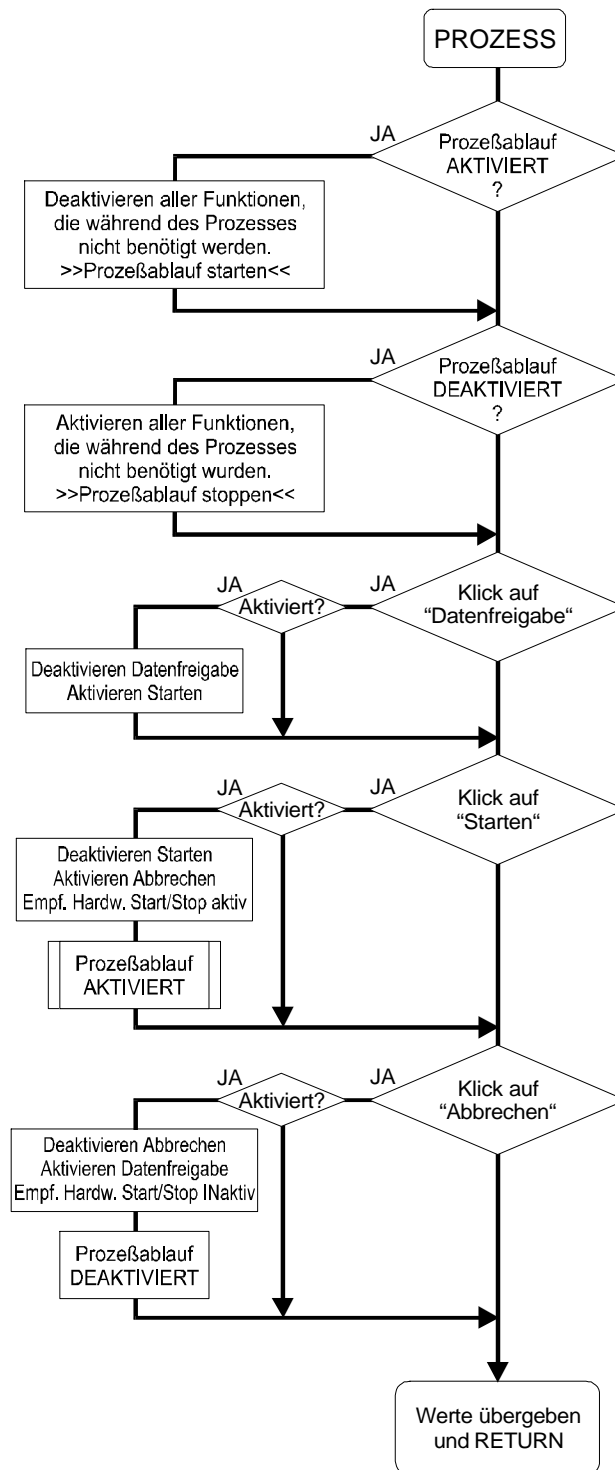 PROZESS
JA
Prozeßablauf
AKTIVIERT
?
Deaktivieren aller Funktionen,
die während des Prozesses
nicht benötigt werden.
>>Prozeßablauf starten<<
JA
Prozeßablauf
DEAKTIVIERT
?
Aktivieren aller Funktionen,
die während des Prozesses
nicht benötigt wurden.
>>Prozeßablauf stoppen<<
JA
Aktiviert?
JA
Klick auf
“Datenfreigabe“
Deaktivieren Datenfreigabe
Aktivieren Starten
JA
Aktiviert?
JA
Klick auf
“Starten“
Deaktivieren Starten
Aktivieren Abbrechen
Empf. Hardw. Start/Stop aktiv
Prozeßablauf
AKTIVIERT
JA
Aktiviert?
JA
Klick auf
“Abbrechen“
Deaktivieren Abbrechen
Aktivieren Datenfreigabe
Empf. Hardw. Start/Stop INaktiv
Prozeßablauf
DEAKTIVIERT
Werte übergeben
und RETURN